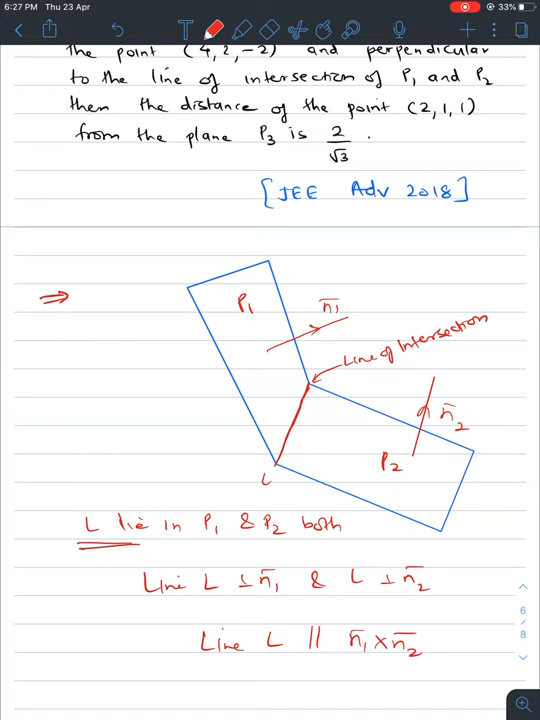 6:27 PM Thu 23 Apr
33%
the point (4,2,-2) and perpendicular
to the line of intersection of P1 and P2
then the distance of the point (2,1,1)
from the plane P3 is 2/√3 .
[JEE Adv 2018]
⇒
P1
n̄1
Line of Intersection
n̄2
P2
L
L lie in P1 & P2 both
Line L ⊥ n̄1 & L ⊥ n̄2
Line L || n̄1 × n̄2
6
/
8